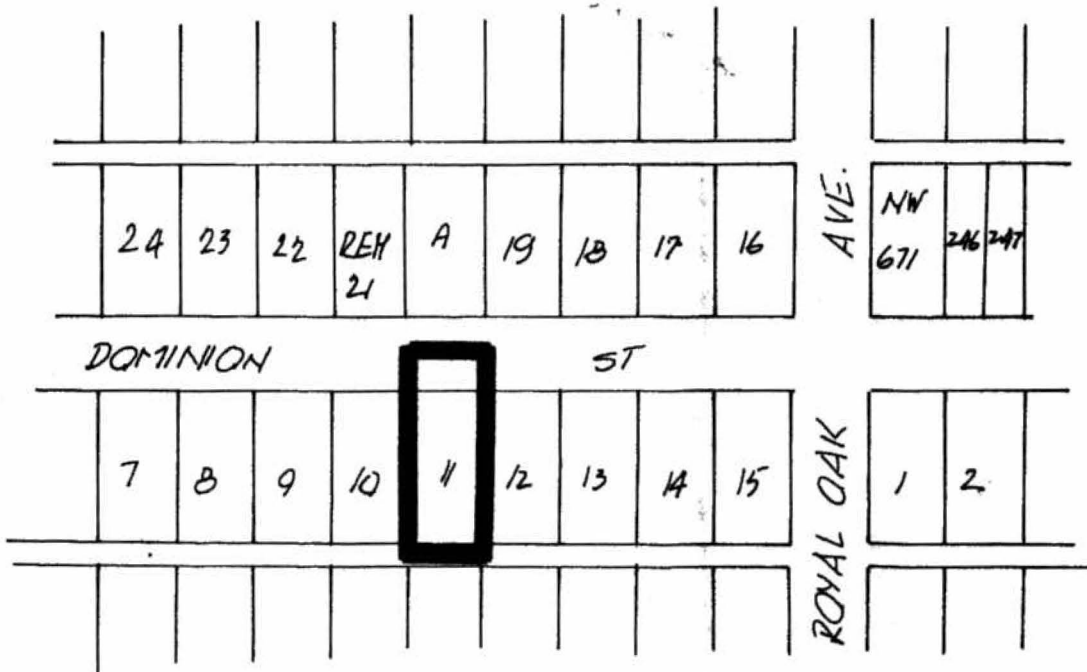 24 23 22 REM 21 A 19 18 17 16
AVE.
NW 671 246 247
DOMINION ST
7 8 9 10 11 12 13 14 15
ROYAL OAK
1 2